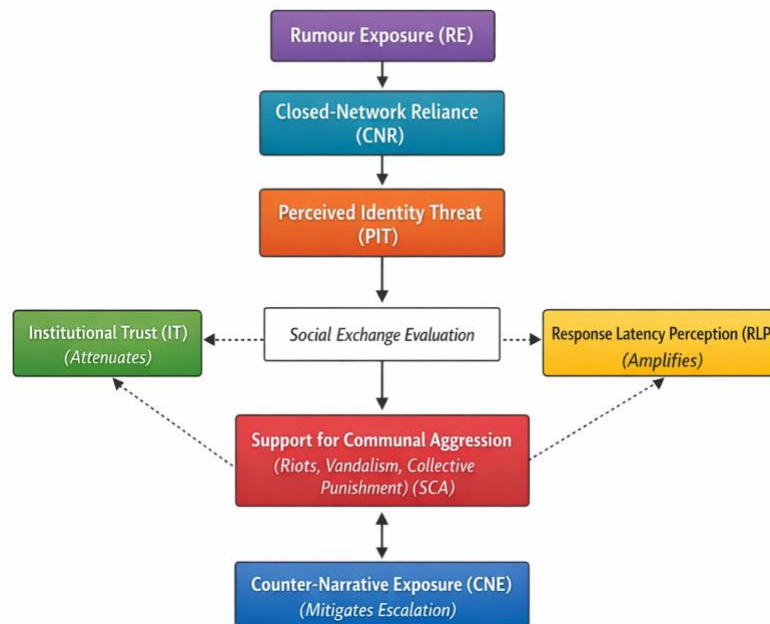 Rumour Exposure (RE)
Closed-Network Reliance
(CNR)
Perceived Identity Threat
(PIT)
Institutional Trust (IT)
(Attenuates)
Social Exchange Evaluation
Response Latency Perception (RLP
(Amplifies)
Support for Communal Aggression
(Riots, Vandalism, Collective
Punishment) (SCA)
Counter-Narrative Exposure (CNE)
(Mitigates Escalation)